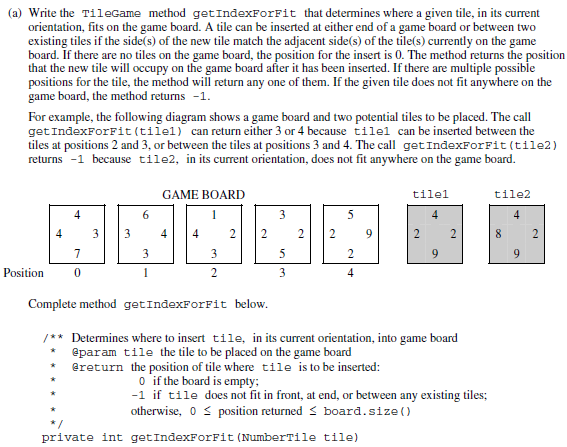 (a) Write the TileGame method getIndexForFit that determines where a given tile, in its current
orientation, fits on the game board. A tile can be inserted at either end of a game board or between two
existing tiles if the side(s) of the new tile match the adjacent side(s) of the tile(s) currently on the game
board. If there are no tiles on the game board, the position for the insert is 0. The method returns the position
that the new tile will occupy on the game board after it has been inserted. If there are multiple possible
positions for the tile, the method will return any one of them. If the given tile does not fit anywhere on the
game board, the method returns -1.
For example, the following diagram shows a game board and two potential tiles to be placed. The call
getIndexForFit(tile1) can return either 3 or 4 because tile1 can be inserted between the
tiles at positions 2 and 3, or between the tiles at positions 3 and 4. The call getIndexForFit(tile2)
returns -1 because tile2, in its current orientation, does not fit anywhere on the game board.
GAME BOARD tile1 tile2
4 6 1 3 5 4 4
4 3 3 4 4 2 2 2 2 9 2 2 8 2
7 3 3 5 2 9 9
Position 0 1 2 3 4
Complete method getIndexForFit below.
/** Determines where to insert tile, in its current orientation, into game board
* @param tile the tile to be placed on the game board
* @return the position of tile where tile is to be inserted:
* 0 if the board is empty;
* -1 if tile does not fit in front, at end, or between any existing tiles;
* otherwise, 0 ≤ position returned ≤ board.size()
*/
private int getIndexForFit(NumberTile tile)